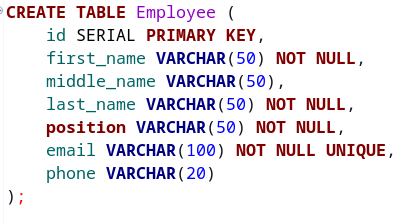 CREATE TABLE Employee (
    id SERIAL PRIMARY KEY,
    first_name VARCHAR(50) NOT NULL,
    middle_name VARCHAR(50),
    last_name VARCHAR(50) NOT NULL,
    position VARCHAR(50) NOT NULL,
    email VARCHAR(100) NOT NULL UNIQUE,
    phone VARCHAR(20)
);